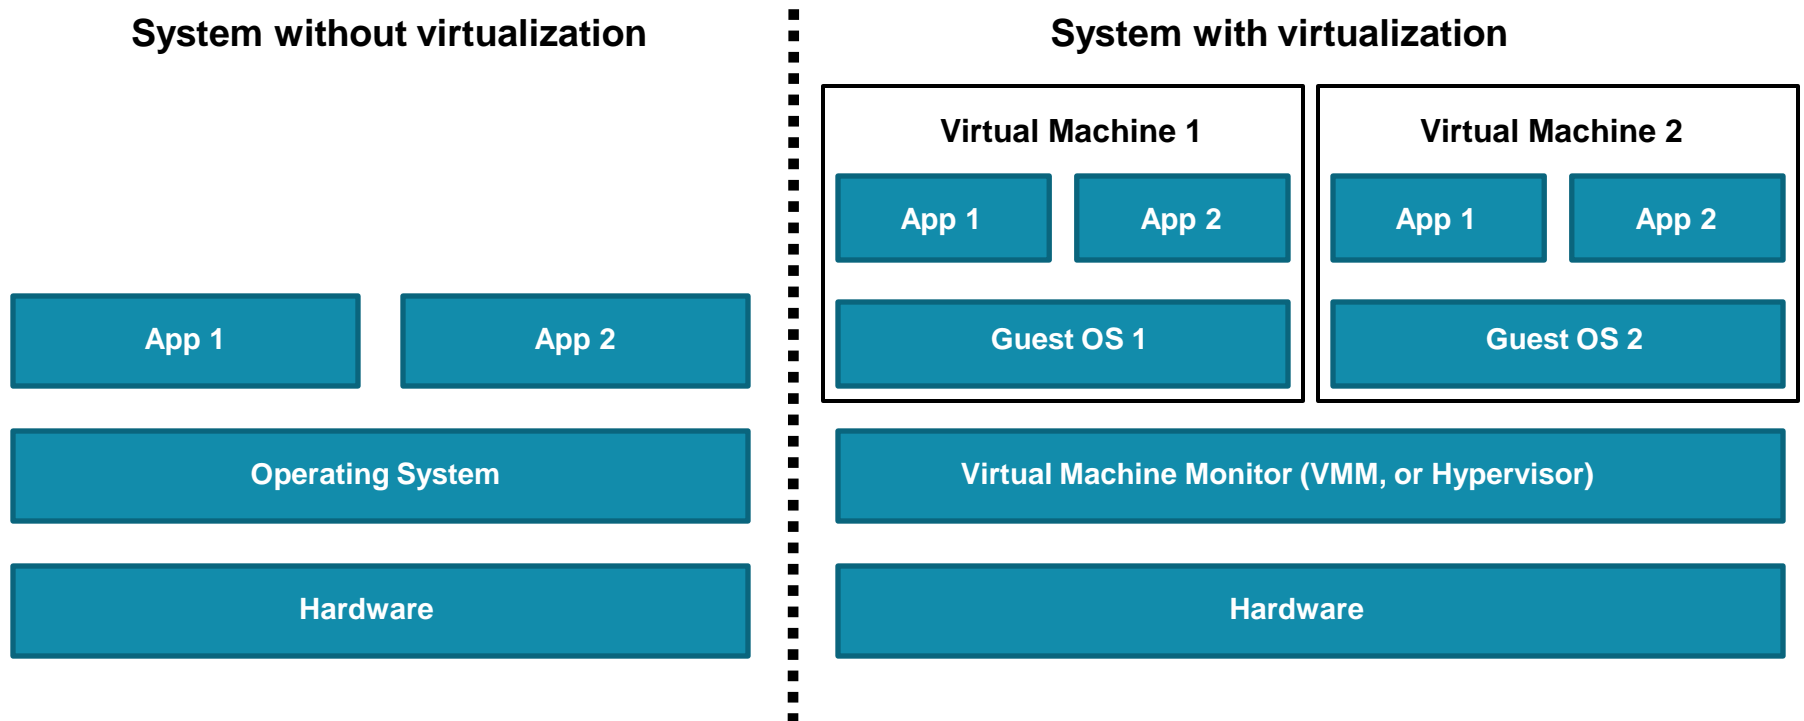 System without virtualization
App 1
App 2
Operating System
Hardware
System with virtualization
Virtual Machine 1
App 1
App 2
Guest OS 1
Virtual Machine 2
App 1
App 2
Guest OS 2
Virtual Machine Monitor (VMM, or Hypervisor)
Hardware